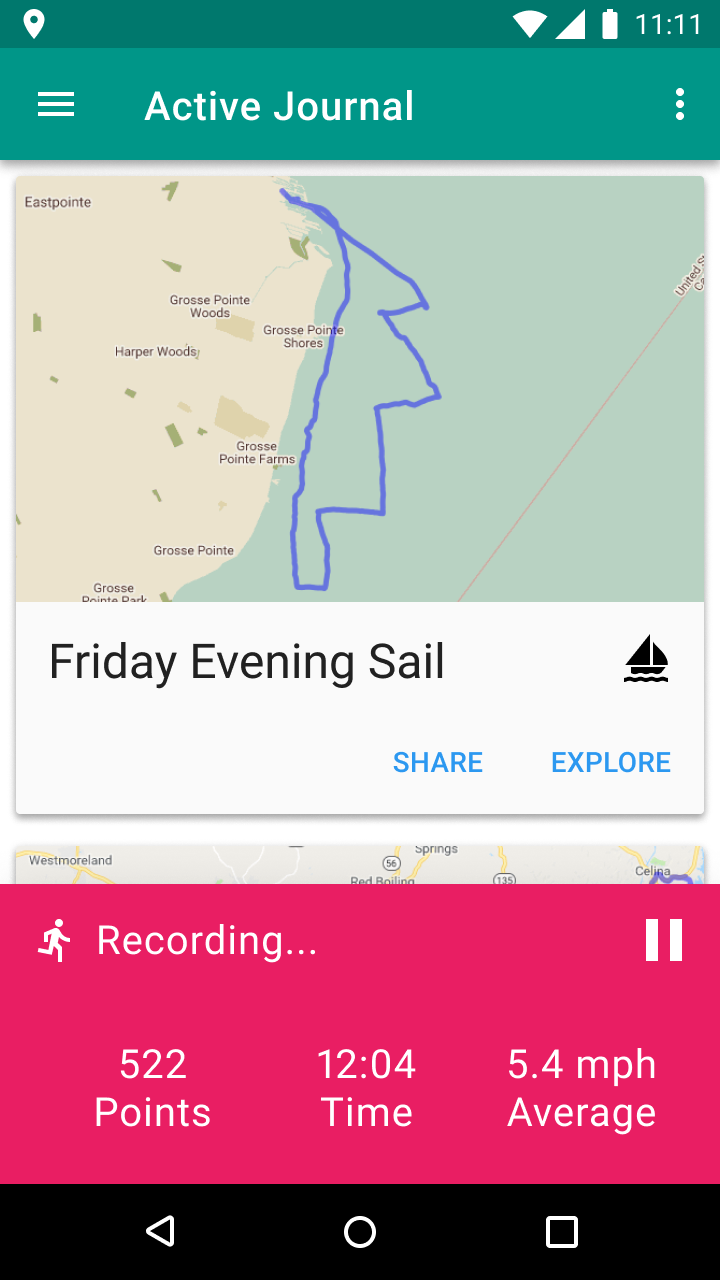 11:11
Active Journal
Eastpointe
Grosse Pointe
Woods
Grosse Pointe
Shores
Harper Woods
Grosse
Pointe Farms
Grosse Pointe
Grosse
Pointe Park
United S
Ca
Friday Evening Sail
SHARE
EXPLORE
Springs
Westmoreland
56
Red Boiling
135
Celina
Recording...
522
Points
12:04
Time
5.4 mph
Average